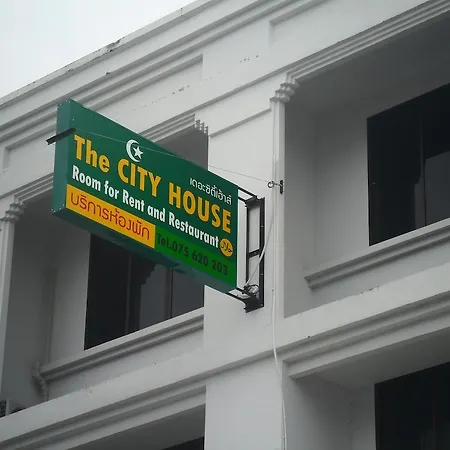 เดอะซิตี้เฮ้าส์
The CITY HOUSE
Room for Rent and Restaurant
บริการห้องพัก
Tel.075 620 203